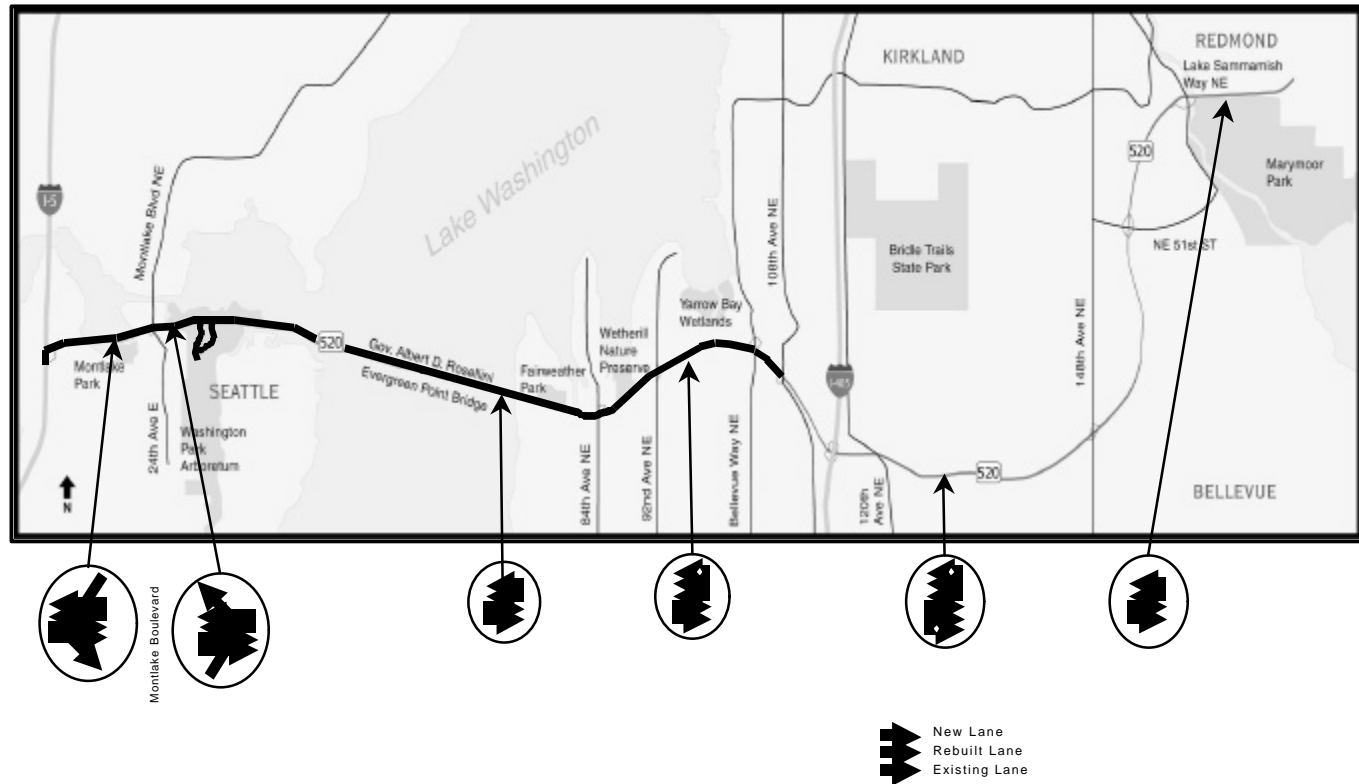 REDMOND
KIRKLAND
Lake Sammamish
Way NE
520
Marymoor
Park
I-5
Montlake Blvd NE
Lake Washington
108th Ave NE
Bridle Trails
State Park
NE 51st ST
Yarrow Bay
Wetlands
Wetherill
Nature
Preserve
148th Ave NE
520
Gov. Albert D. Rosellini
Evergreen Point Bridge
Fairweather
Park
Montlake
Park
SEATTLE
I-405
24th Ave E
Washington
Park
Arboretum
84th Ave NE
92nd Ave NE
Bellevue Way NE
120th
Ave NE
520
BELLEVUE
N
Montlake Boulevard
New Lane
Rebuilt Lane
Existing Lane